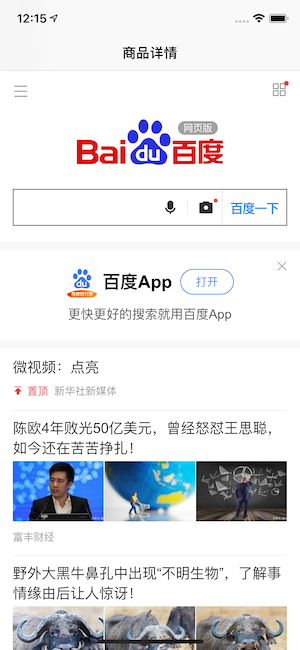 12:15
商品详情
网页版
Bai du 百度
百度一下
du
百度App
打开
更快更好的搜索就用百度App
微视频：点亮
置顶 新华社新媒体
陈欧4年败光50亿美元，曾经怒怼王思聪，
如今还在苦苦挣扎！
富丰财经
野外大黑牛鼻孔中出现“不明生物”，了解事
情缘由后让人惊讶！